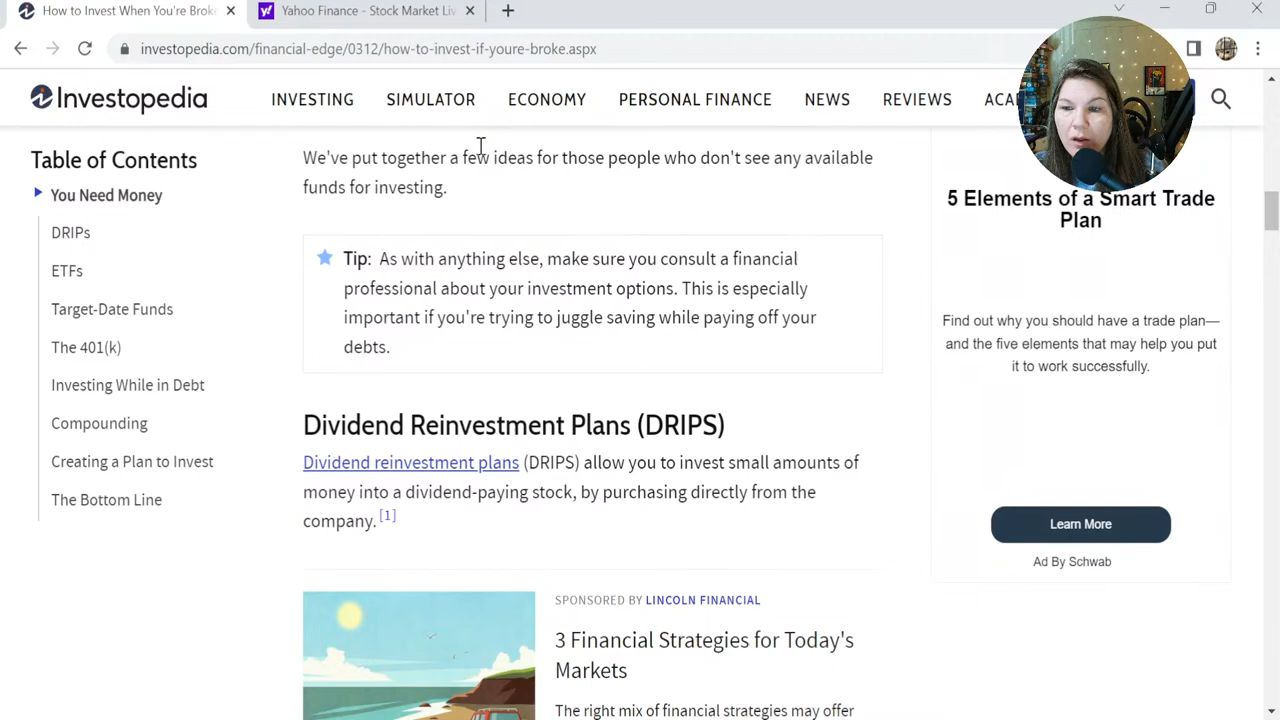 How to Invest When You're Broke
Yahoo Finance - Stock Market Liv
investopedia.com/financial-edge/0312/how-to-invest-if-youre-broke.aspx
Investopedia
INVESTING
SIMULATOR
ECONOMY
PERSONAL FINANCE
NEWS
REVIEWS
ACA
Table of Contents
You Need Money
DRIPs
ETFs
Target-Date Funds
The 401(k)
Investing While in Debt
Compounding
Creating a Plan to Invest
The Bottom Line
We've put together a few ideas for those people who don't see any available
funds for investing.
Tip: As with anything else, make sure you consult a financial
professional about your investment options. This is especially
important if you're trying to juggle saving while paying off your
debts.
Dividend Reinvestment Plans (DRIPS)
Dividend reinvestment plans (DRIPS) allow you to invest small amounts of
money into a dividend-paying stock, by purchasing directly from the
company. [1]
SPONSORED BY LINCOLN FINANCIAL
3 Financial Strategies for Today's
Markets
The right mix of financial strategies may offer
5 Elements of a Smart Trade
Plan
Find out why you should have a trade plan—
and the five elements that may help you put
it to work successfully.
Learn More
Ad By Schwab